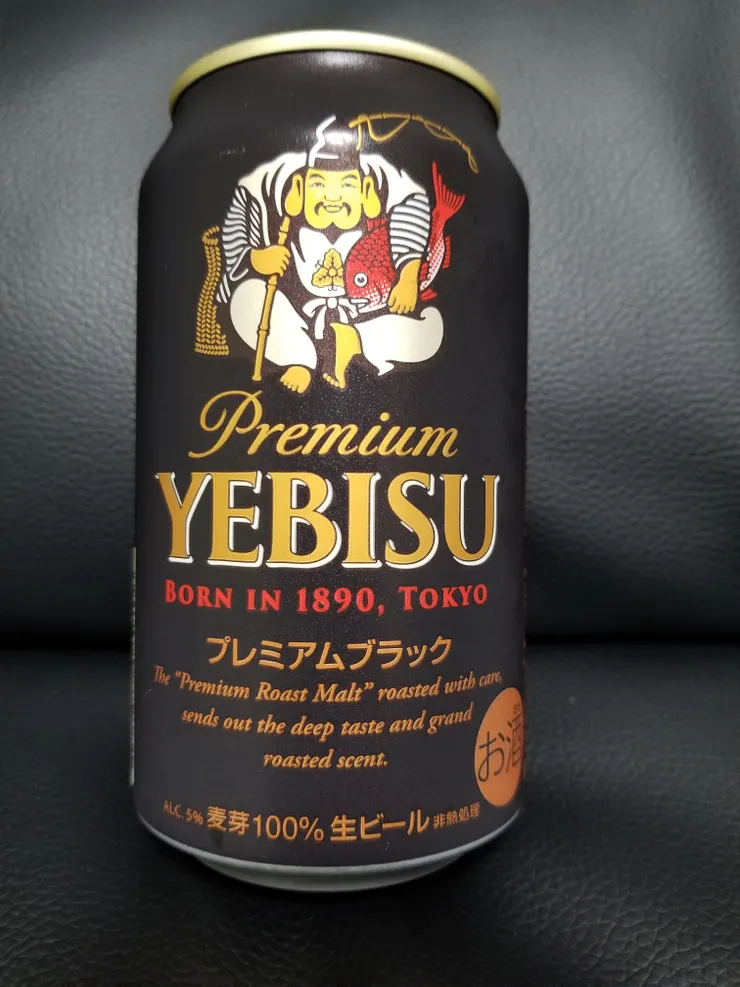 Premium
YEBISU
BORN IN 1890, TOKYO
プレミアムブラック
The “Premium Roast Malt” roasted with care,
sends out the deep taste and grand
roasted scent.
お酒
ALC. 5% 麦芽100% 生ビール 非熱処理